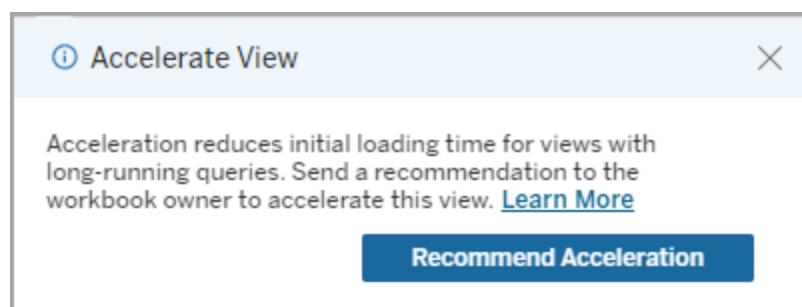 Accelerate View
Acceleration reduces initial loading time for views with
long-running queries. Send a recommendation to the
workbook owner to accelerate this view. Learn More
Recommend Acceleration